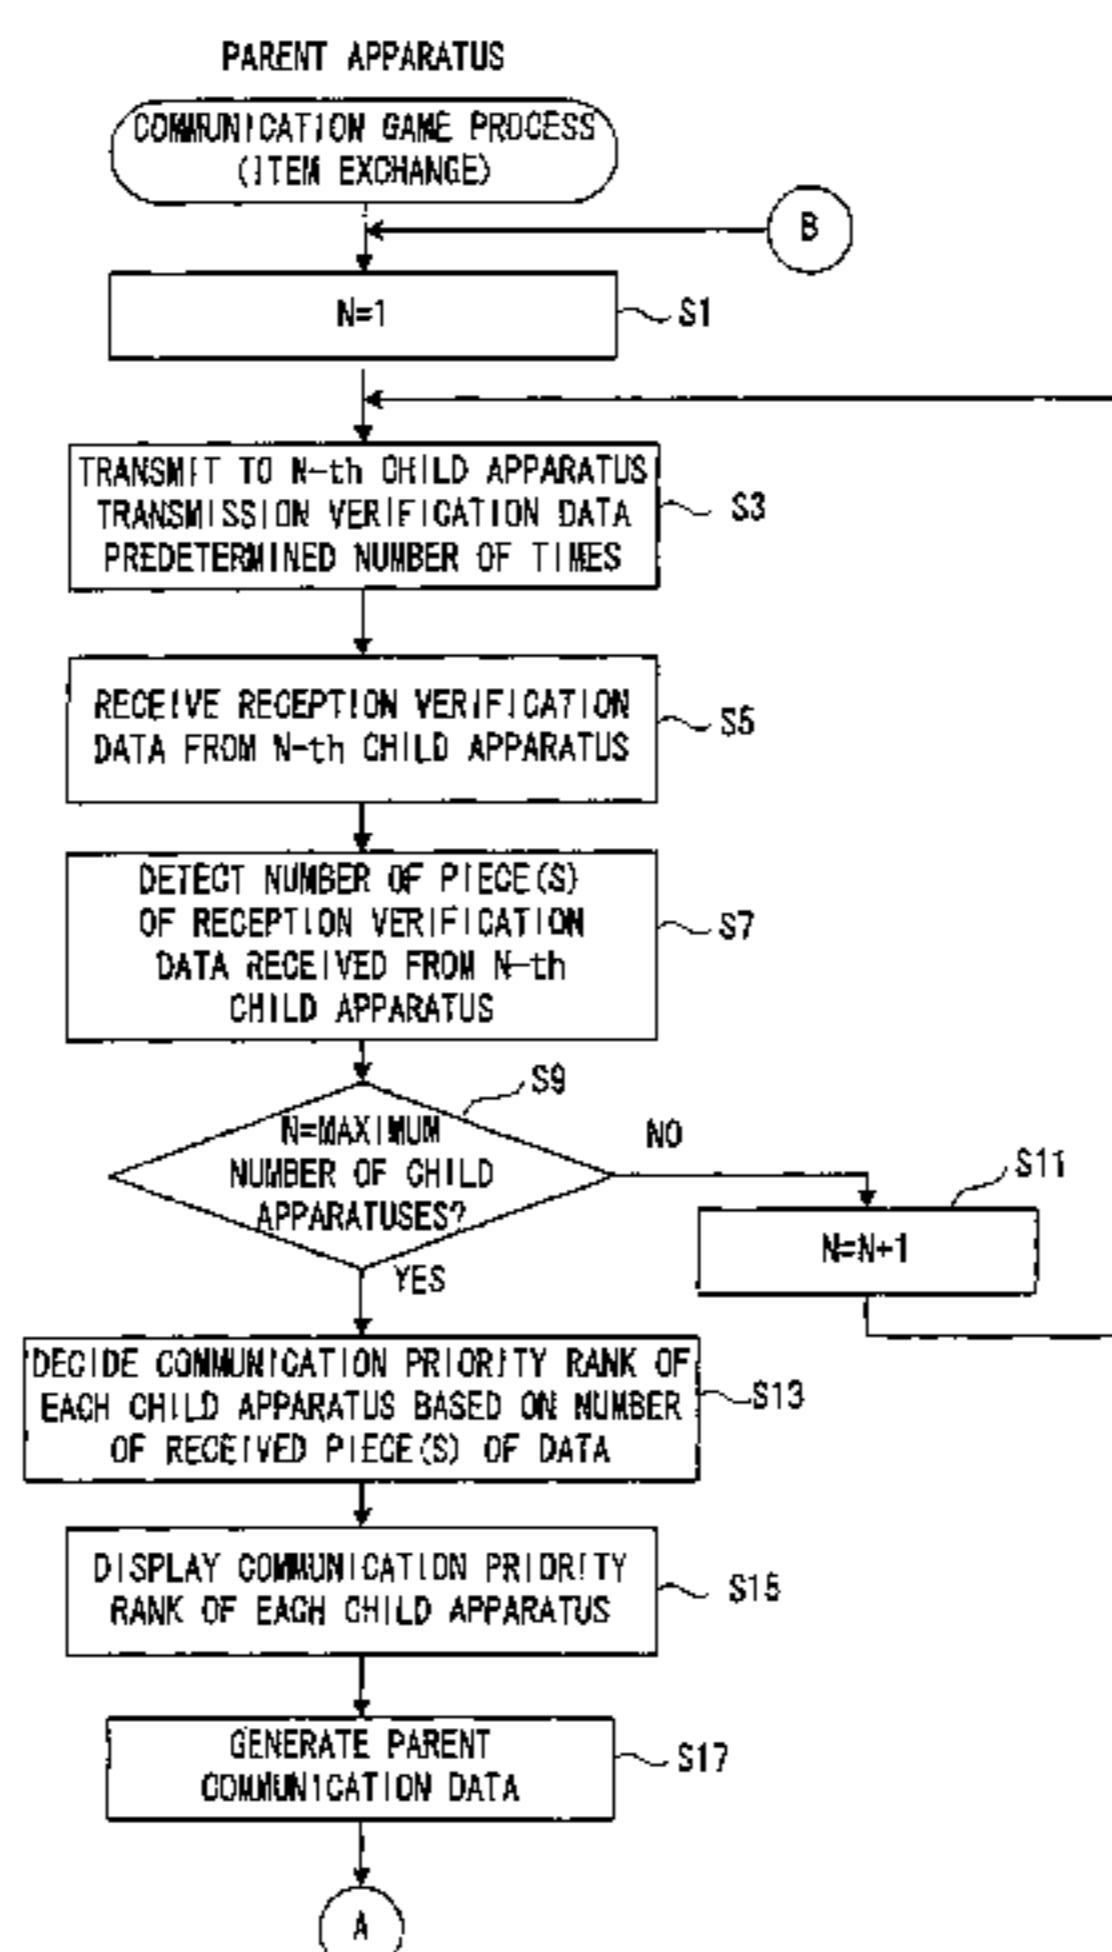 PARENT APPARATUS
COMMUNICATION GAME PROCESS
(ITEM EXCHANGE)
B
N=1
S1
TRANSMIT TO N-th CHILD APPARATUS
TRANSMISSION VERIFICATION DATA
PREDETERMINED NUMBER OF TIMES
S3
RECEIVE RECEPTION VERIFICATION
DATA FROM N-th CHILD APPARATUS
S5
DETECT NUMBER OF PIECE(S)
OF RECEPTION VERIFICATION
DATA RECEIVED FROM N-th
CHILD APPARATUS
S7
S9
N=MAXIMUM
NUMBER OF CHILD
APPARATUSES?
NO
S11
N=N+1
YES
DECIDE COMMUNICATION PRIORITY RANK OF
EACH CHILD APPARATUS BASED ON NUMBER
OF RECEIVED PIECE(S) OF DATA
S13
DISPLAY COMMUNICATION PRIORITY
RANK OF EACH CHILD APPARATUS
S15
GENERATE PARENT
COMMUNICATION DATA
S17
A